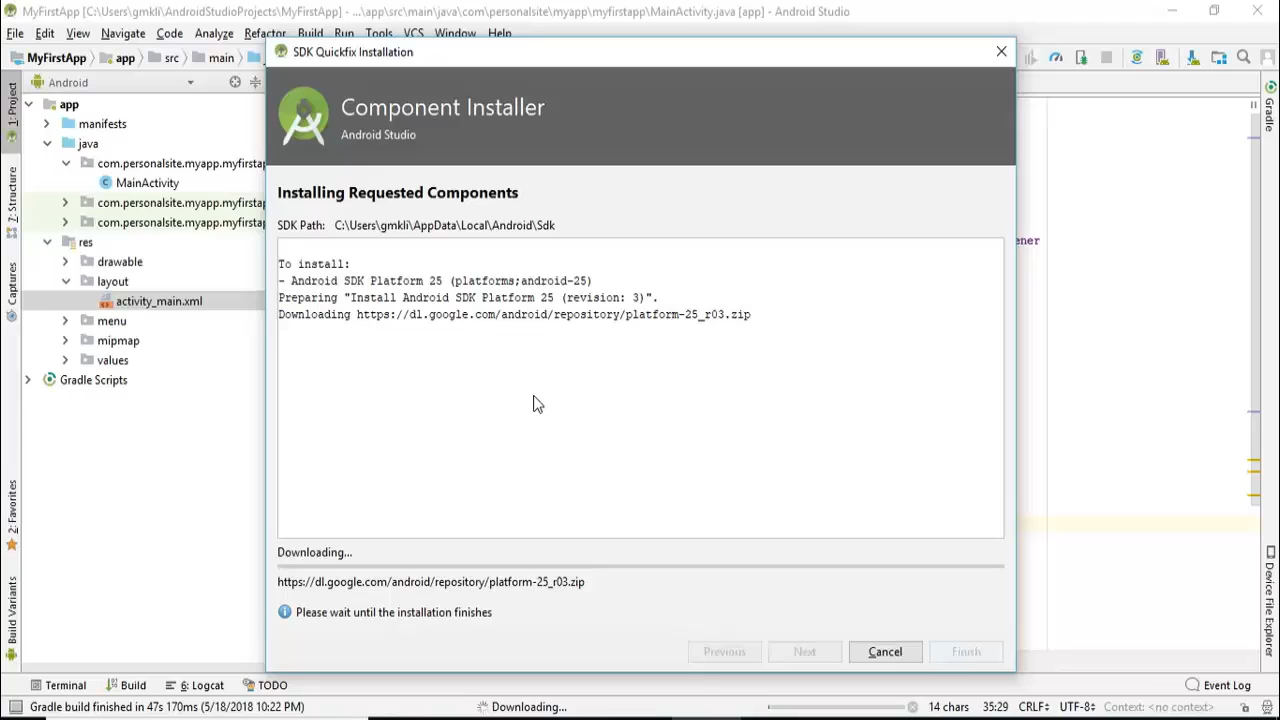 MyFirstApp [C:\Users\gmkli\AndroidStudioProjects\MyFirstApp] - ...\app\src\main\java\com\personalsite\myapp\myfirstapp\MainActivity.java [app] - Android Studio
File Edit View Navigate Code Analyze Refactor Build Run Tools VCS Window Help
SDK Quickfix Installation
MyFirstApp app src main
Component Installer
Android Studio
1: Project
7: Structure
Captures
2: Favorites
Build Variants
Android
app
manifests
java
com.personalsite.myapp.myfirstap
MainActivity
com.personalsite.myapp.myfirsta
com.personalsite.myapp.myfirsta
res
drawable
layout
activity_main.xml
menu
mipmap
values
Gradle Scripts
Installing Requested Components
SDK Path: C:\Users\gmkli\AppData\Local\Android\Sdk
To install:
- Android SDK Platform 25 (platforms;android-25)
Preparing "Install Android SDK Platform 25 (revision: 3)".
Downloading https://dl.google.com/android/repository/platform-25_r03.zip
Downloading...
https://dl.google.com/android/repository/platform-25_r03.zip
Please wait until the installation finishes
Previous Next Cancel Finish
ener
Gradle
Device File Explorer
Terminal Build 6: Logcat TODO Event Log
Gradle build finished in 47s 170ms (5/18/2018 10:22 PM) Downloading... 14 chars 35:29 CRLF÷ UTF-8÷ Context: <no context>